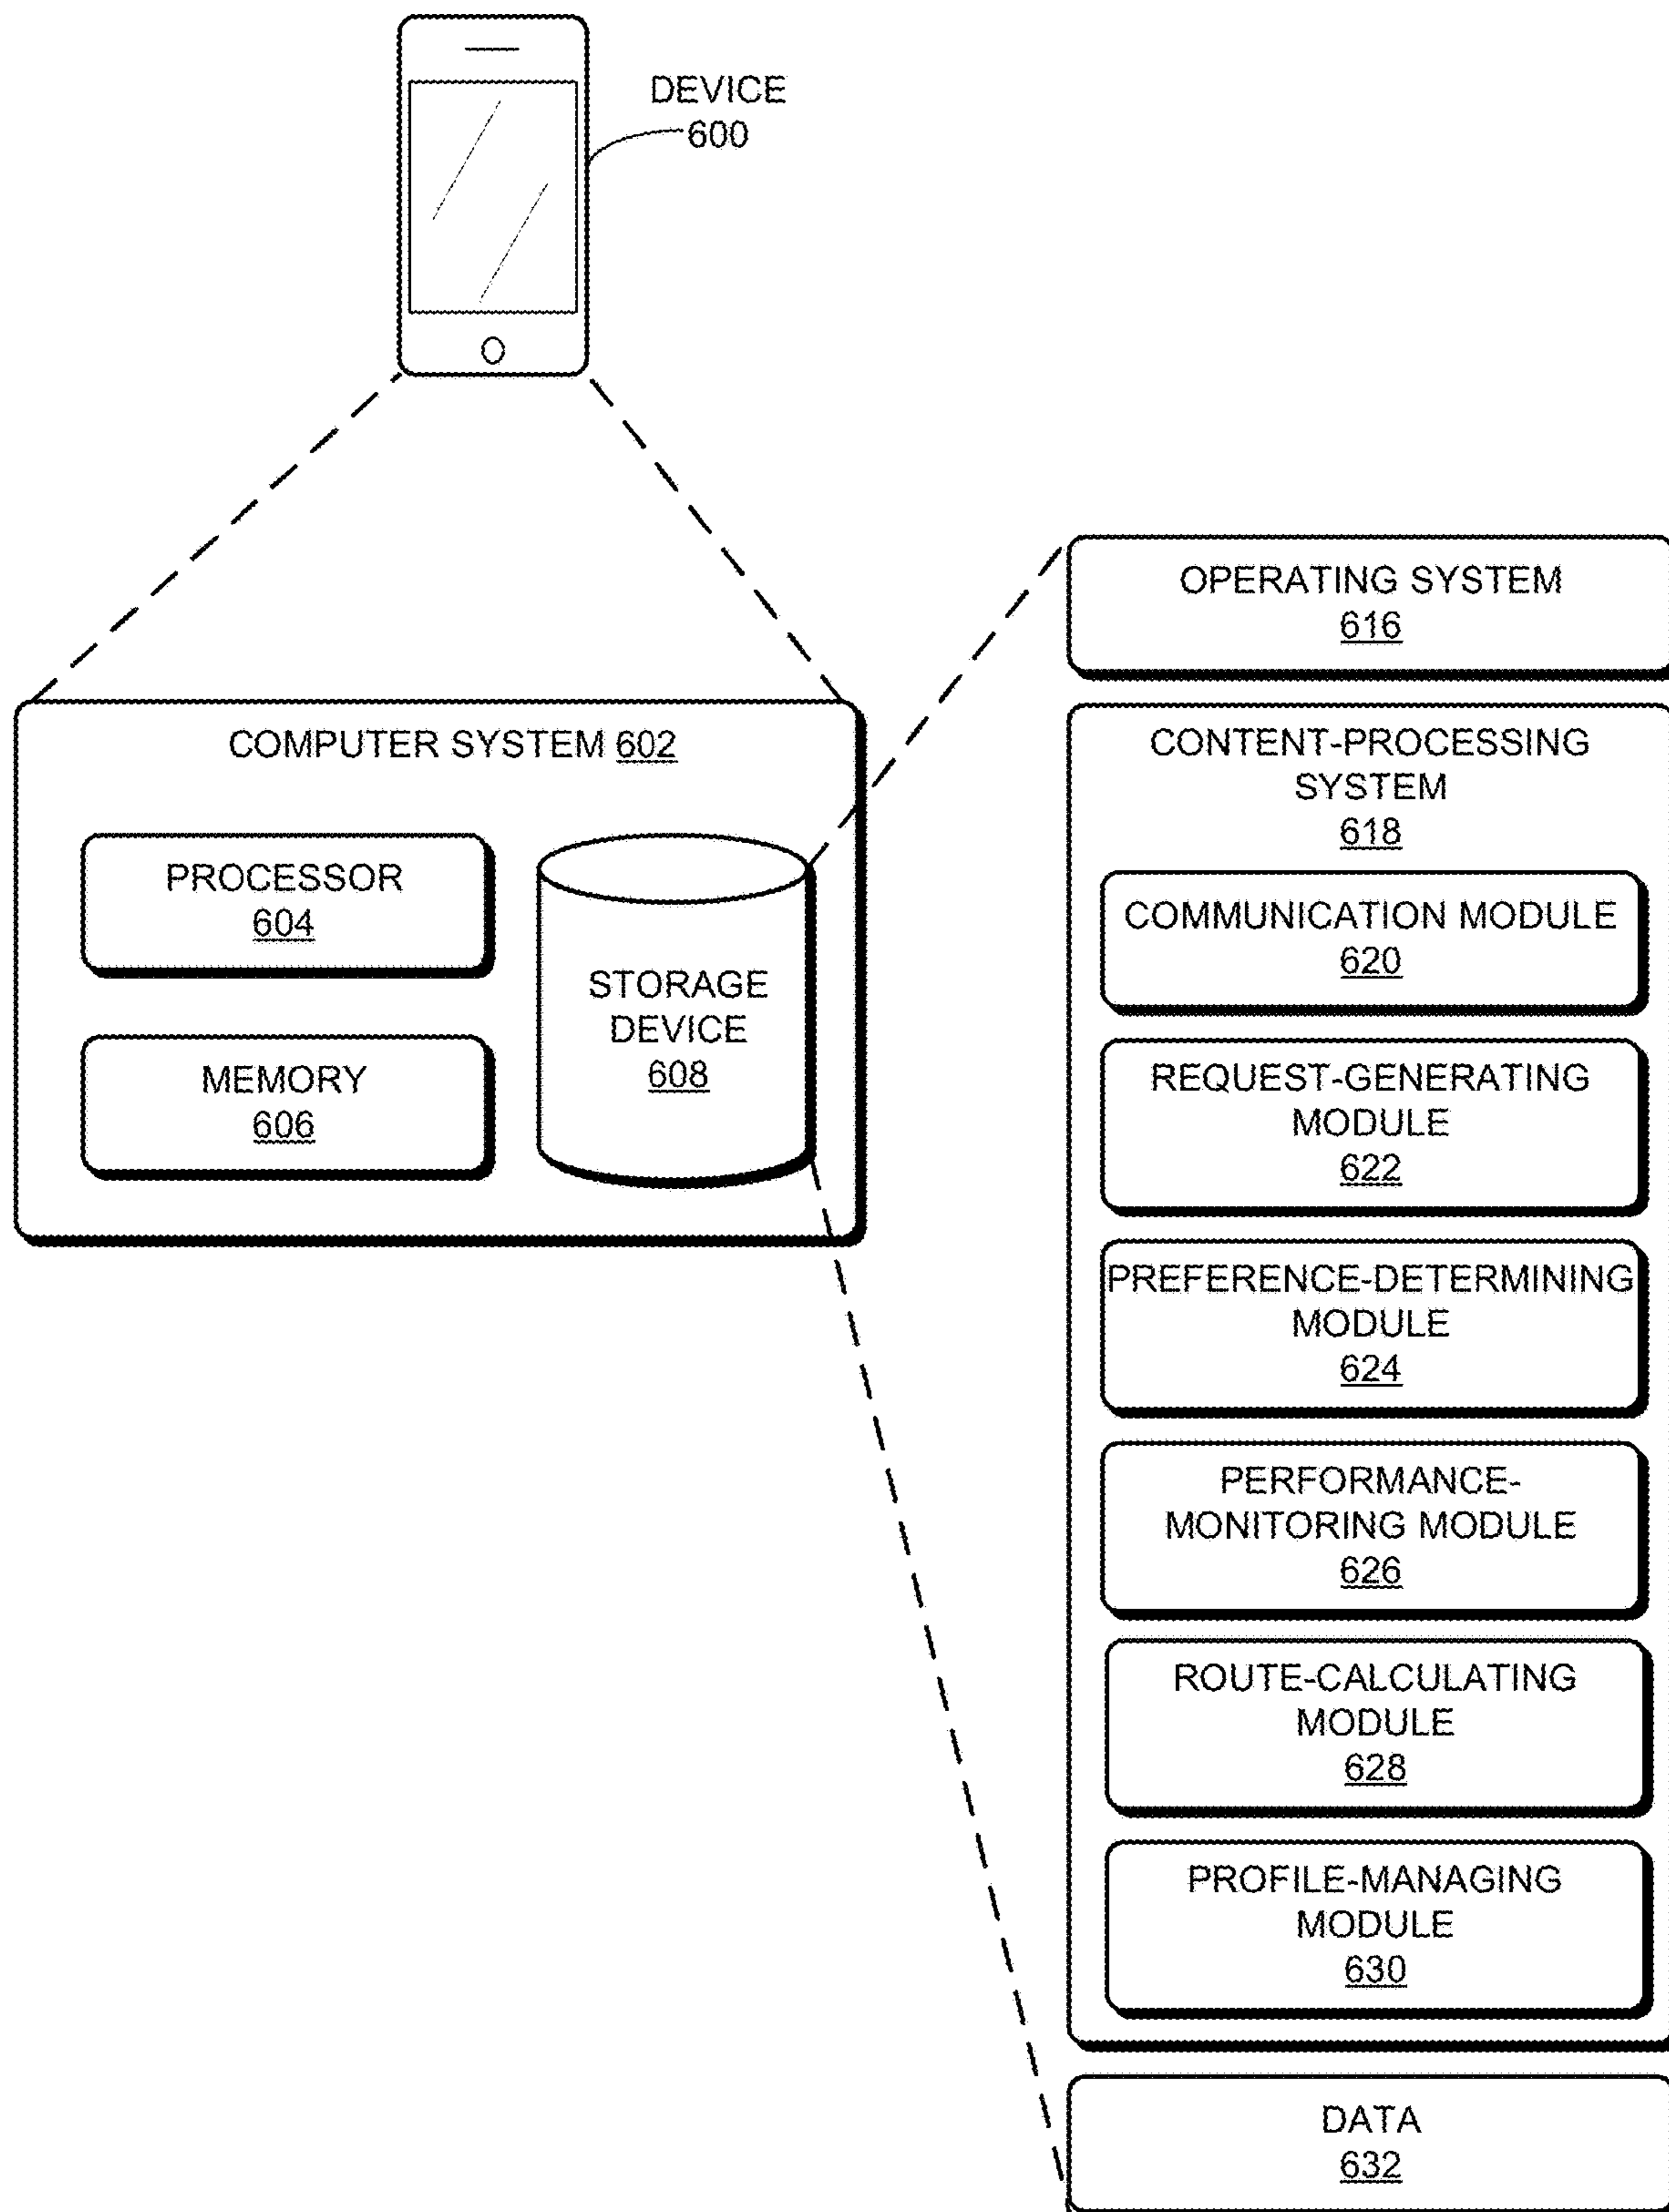 DEVICE
600
COMPUTER SYSTEM 602
PROCESSOR
604
MEMORY
606
STORAGE
DEVICE
608
OPERATING SYSTEM
616
CONTENT-PROCESSING
SYSTEM
618
COMMUNICATION MODULE
620
REQUEST-GENERATING
MODULE
622
PREFERENCE-DETERMINING
MODULE
624
PERFORMANCE-
MONITORING MODULE
626
ROUTE-CALCULATING
MODULE
628
PROFILE-MANAGING
MODULE
630
DATA
632